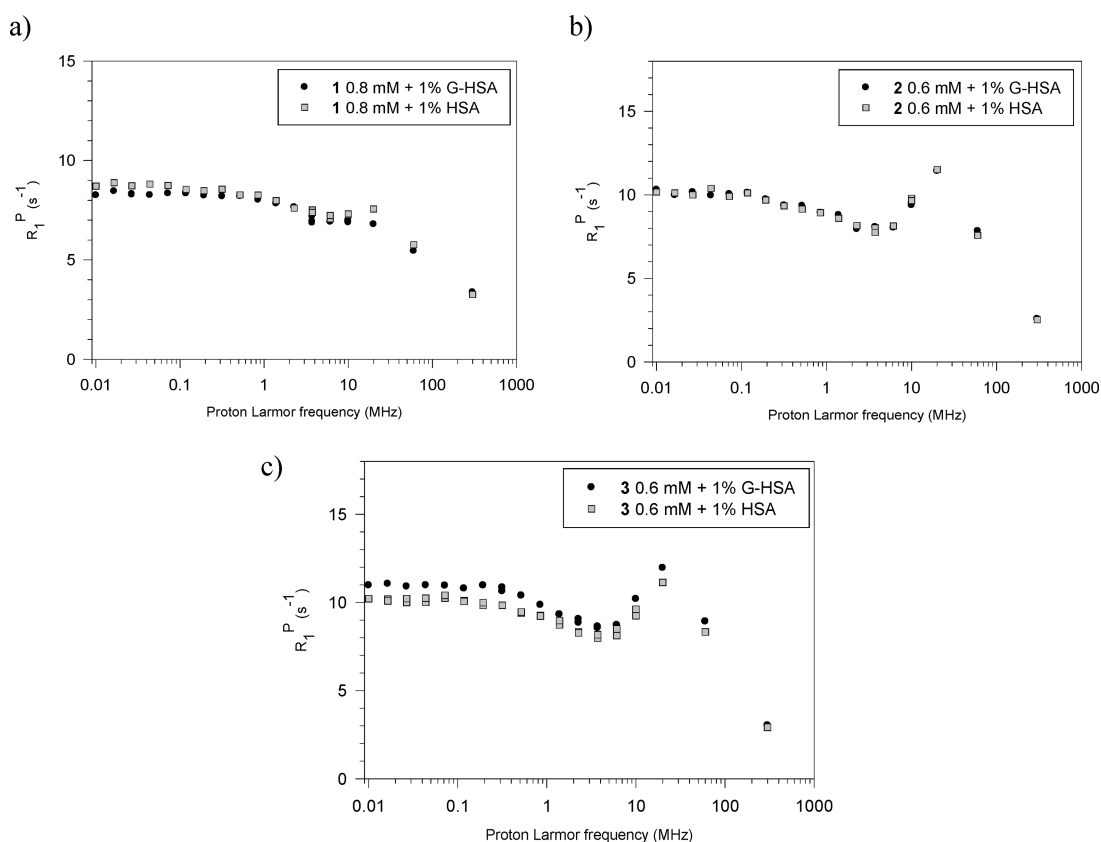 a)
15
10
5
0
R₁ᴾ (s⁻¹)
1 0.8 mM + 1% G-HSA
1 0.8 mM + 1% HSA
0.01 0.1 1 10 100 1000
Proton Larmor frequency (MHz)
b)
15
10
5
0
R₁ᴾ (s⁻¹)
2 0.6 mM + 1% G-HSA
2 0.6 mM + 1% HSA
0.01 0.1 1 10 100 1000
Proton Larmor frequency (MHz)
c)
15
10
5
0
R₁ᴾ (s⁻¹)
3 0.6 mM + 1% G-HSA
3 0.6 mM + 1% HSA
0.01 0.1 1 10 100 1000
Proton Larmor frequency (MHz)